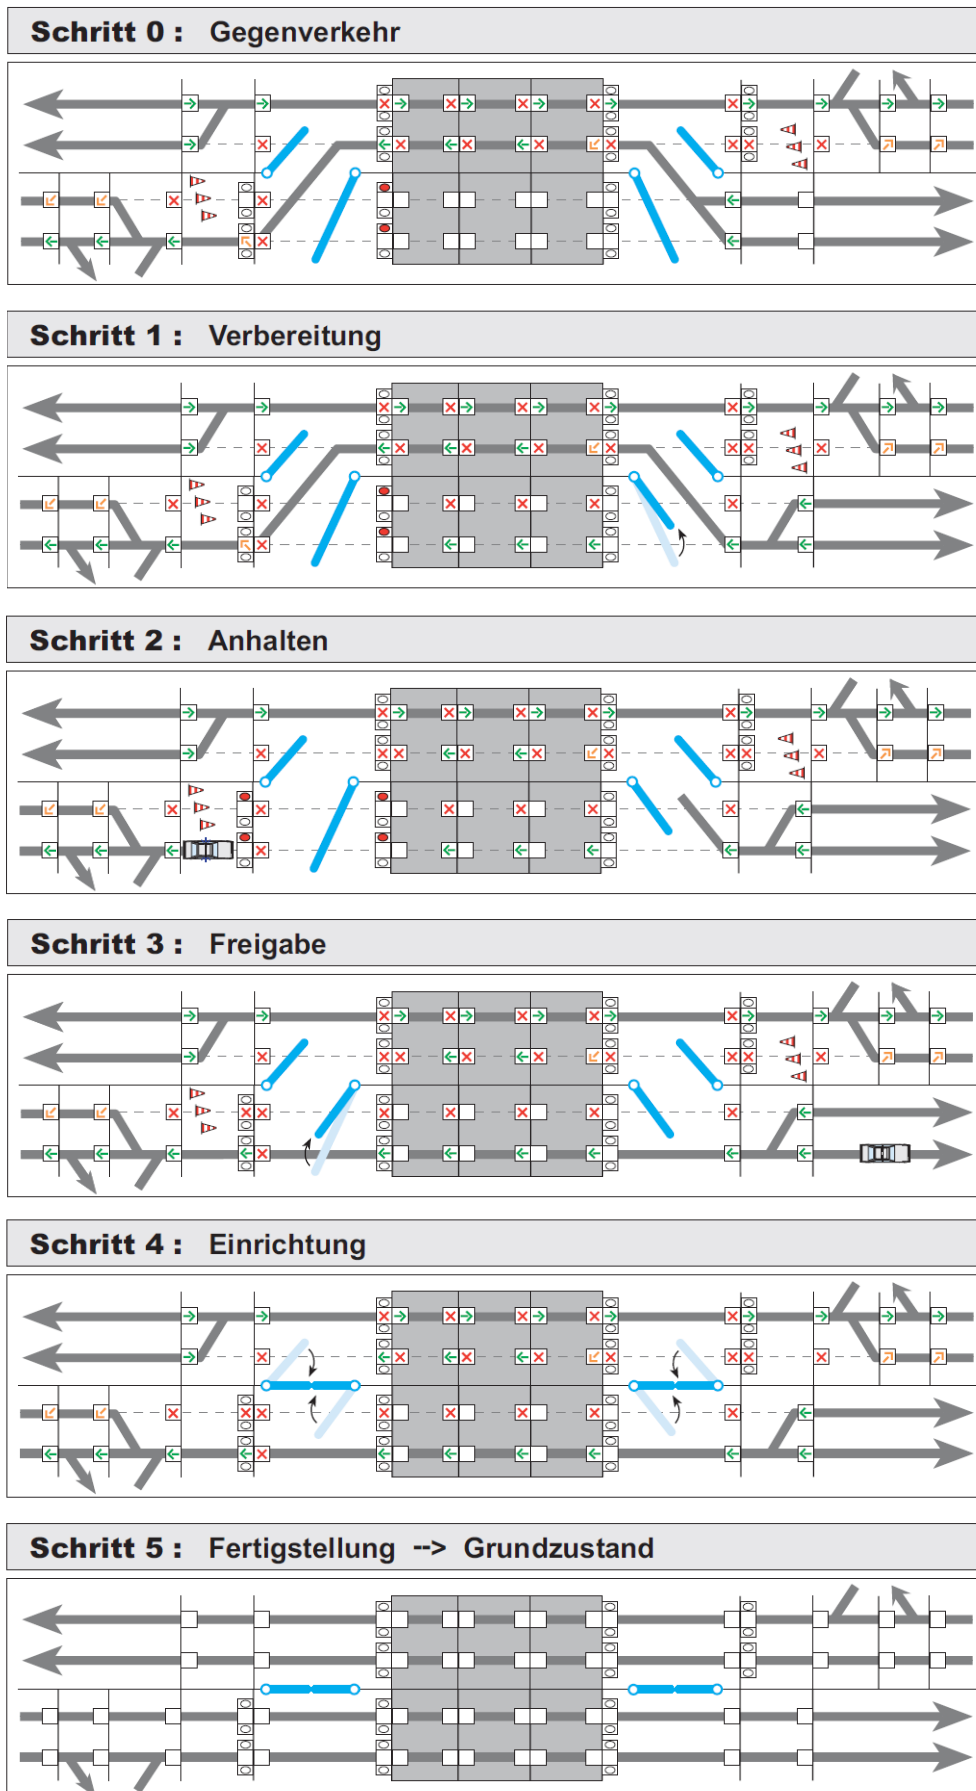 Schritt 0 : Gegenverkehr
Schritt 1 : Verbereitung
Schritt 2 : Anhalten
Schritt 3 : Freigabe
Schritt 4 : Einrichtung
Schritt 5 : Fertigstellung --> Grundzustand